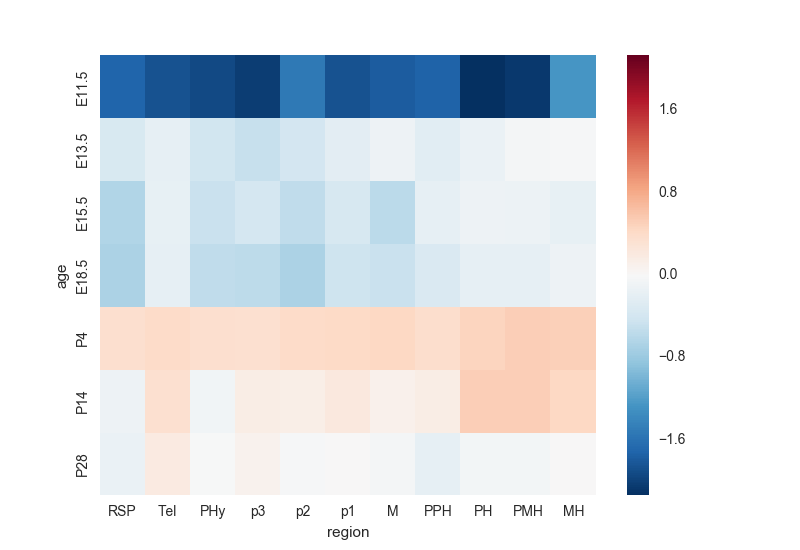 E11.5
E13.5
E15.5
E18.5
P4
P14
P28
age
RSP Tel PHy p3 p2 p1 M PPH PH PMH MH
region
1.6
0.8
0.0
−0.8
−1.6